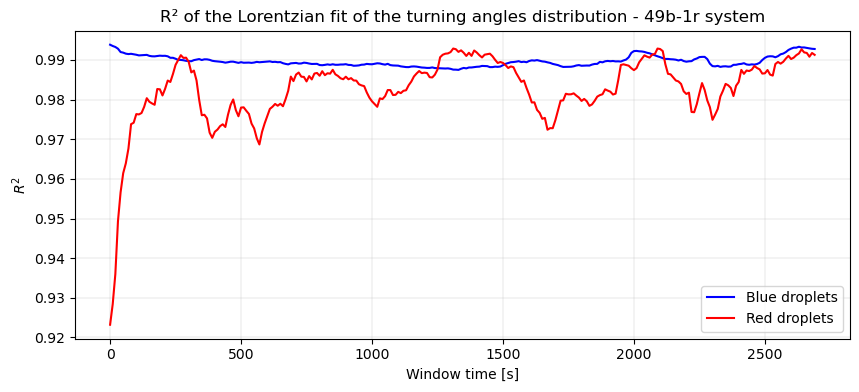 R² of the Lorentzian fit of the turning angles distribution - 49b-1r system
0.99
0.98
0.97
0.96
0.95
0.94
0.93
0.92
R²
0
500
1000
1500
2000
2500
Window time [s]
Blue droplets
Red droplets